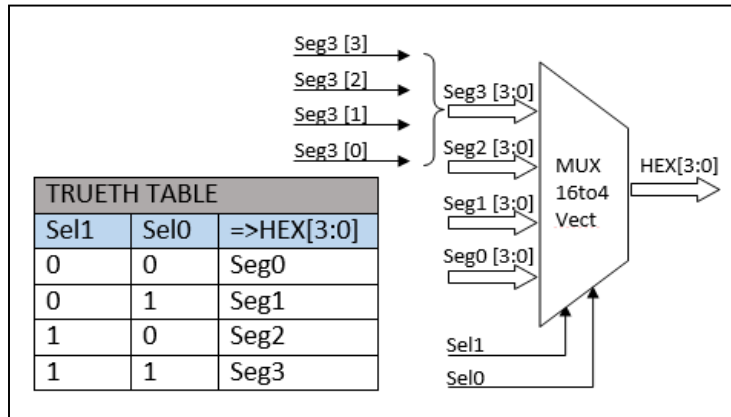 Seg3 [3]
Seg3 [2]
Seg3 [1]
Seg3 [0]
Seg3 [3:0]
Seg2 [3:0]
Seg1 [3:0]
Seg0 [3:0]
MUX
16to4
Vect
HEX[3:0]
Sel1
Sel0
TRUETH TABLE
Sel1 Sel0 =>HEX[3:0]
0 0 Seg0
0 1 Seg1
1 0 Seg2
1 1 Seg3